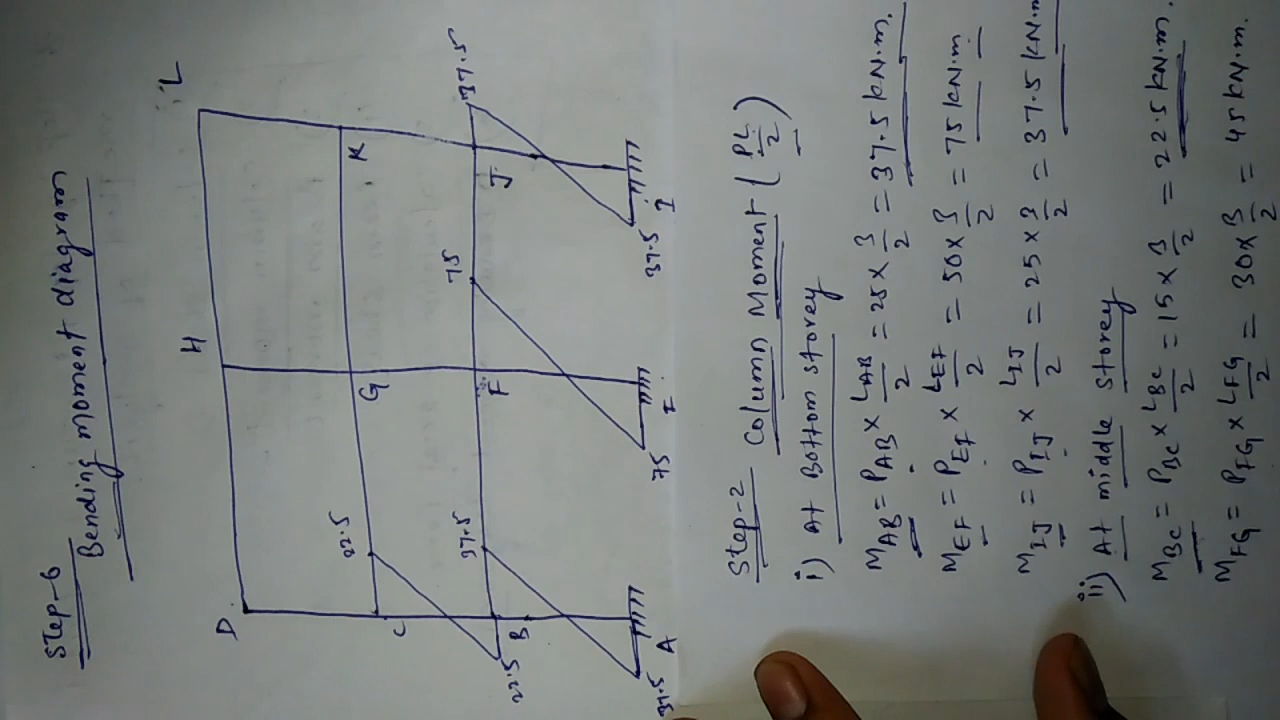 Step-6
Bending moment diagram
D
H
L
22.5
37.5
75
37.5
C
G
K
22.5
B
F
J
37.5
75
37.5
A
E
I
Step-2 Column Moment (PL/2)
i) At Bottom storey
M_AB = P_AB × L_AB/2 = 25 × 3/2 = 37.5 kN.m.
M_EF = P_EF × L_EF/2 = 50 × 3/2 = 75 kN.m
M_IJ = P_IJ × L_IJ/2 = 25 × 3/2 = 37.5 kN.m
ii) At middle storey
M_BC = P_BC × L_BC/2 = 15 × 3/2 = 22.5 kN.m.
M_FG = P_FG × L_FG/2 = 30 × 3/2 = 45 kN.m.